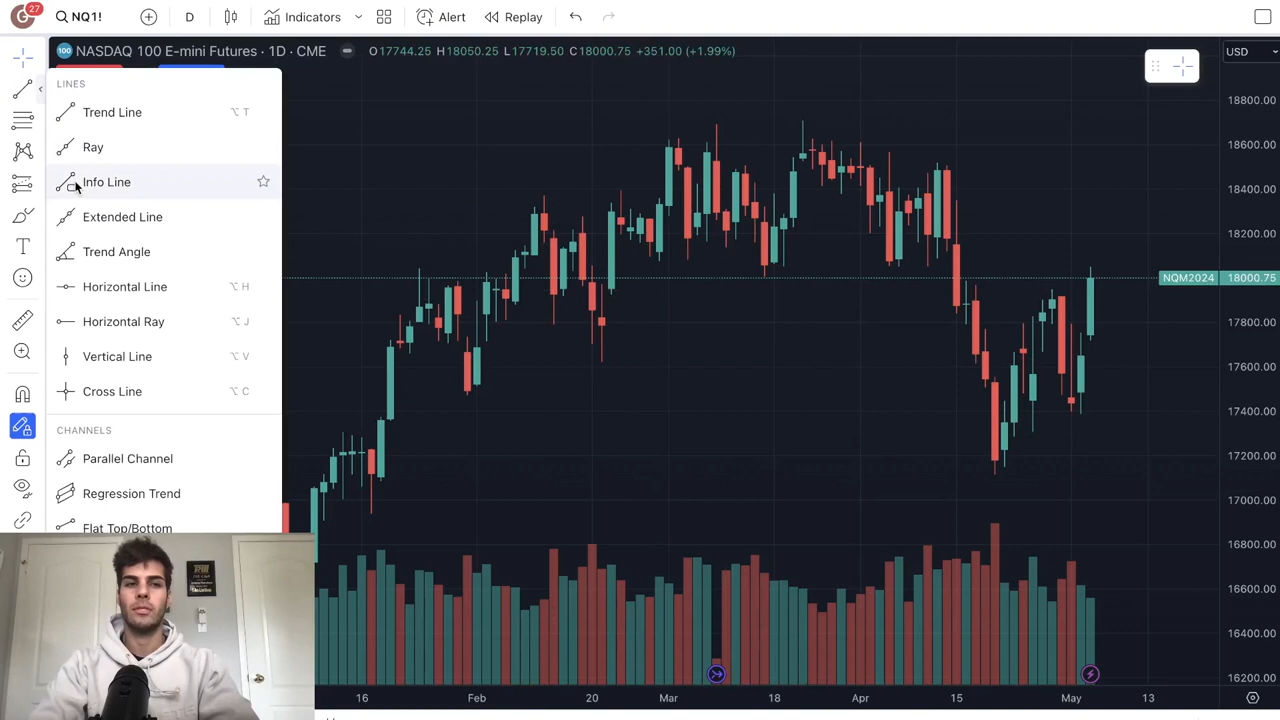 27
NQ1!
D
Indicators
Alert
Replay
100
NASDAQ 100 E-mini Futures · 1D · CME
O17744.25 H18050.25 L17719.50 C18000.75 +351.00 (+1.99%)
USD
LINES
Trend Line ⌥ T
Ray
Info Line
Extended Line
Trend Angle
Horizontal Line ⌥ H
Horizontal Ray ⌥ J
Vertical Line ⌥ V
Cross Line ⌥ C
CHANNELS
Parallel Channel
Regression Trend
Flat Top/Bottom
18800.00
18600.00
18400.00
18200.00
NQM2024 18000.75
17800.00
17600.00
17400.00
17200.00
17000.00
16800.00
16600.00
16400.00
16200.00
16 Feb 20 Mar 18 Apr 15 May 13